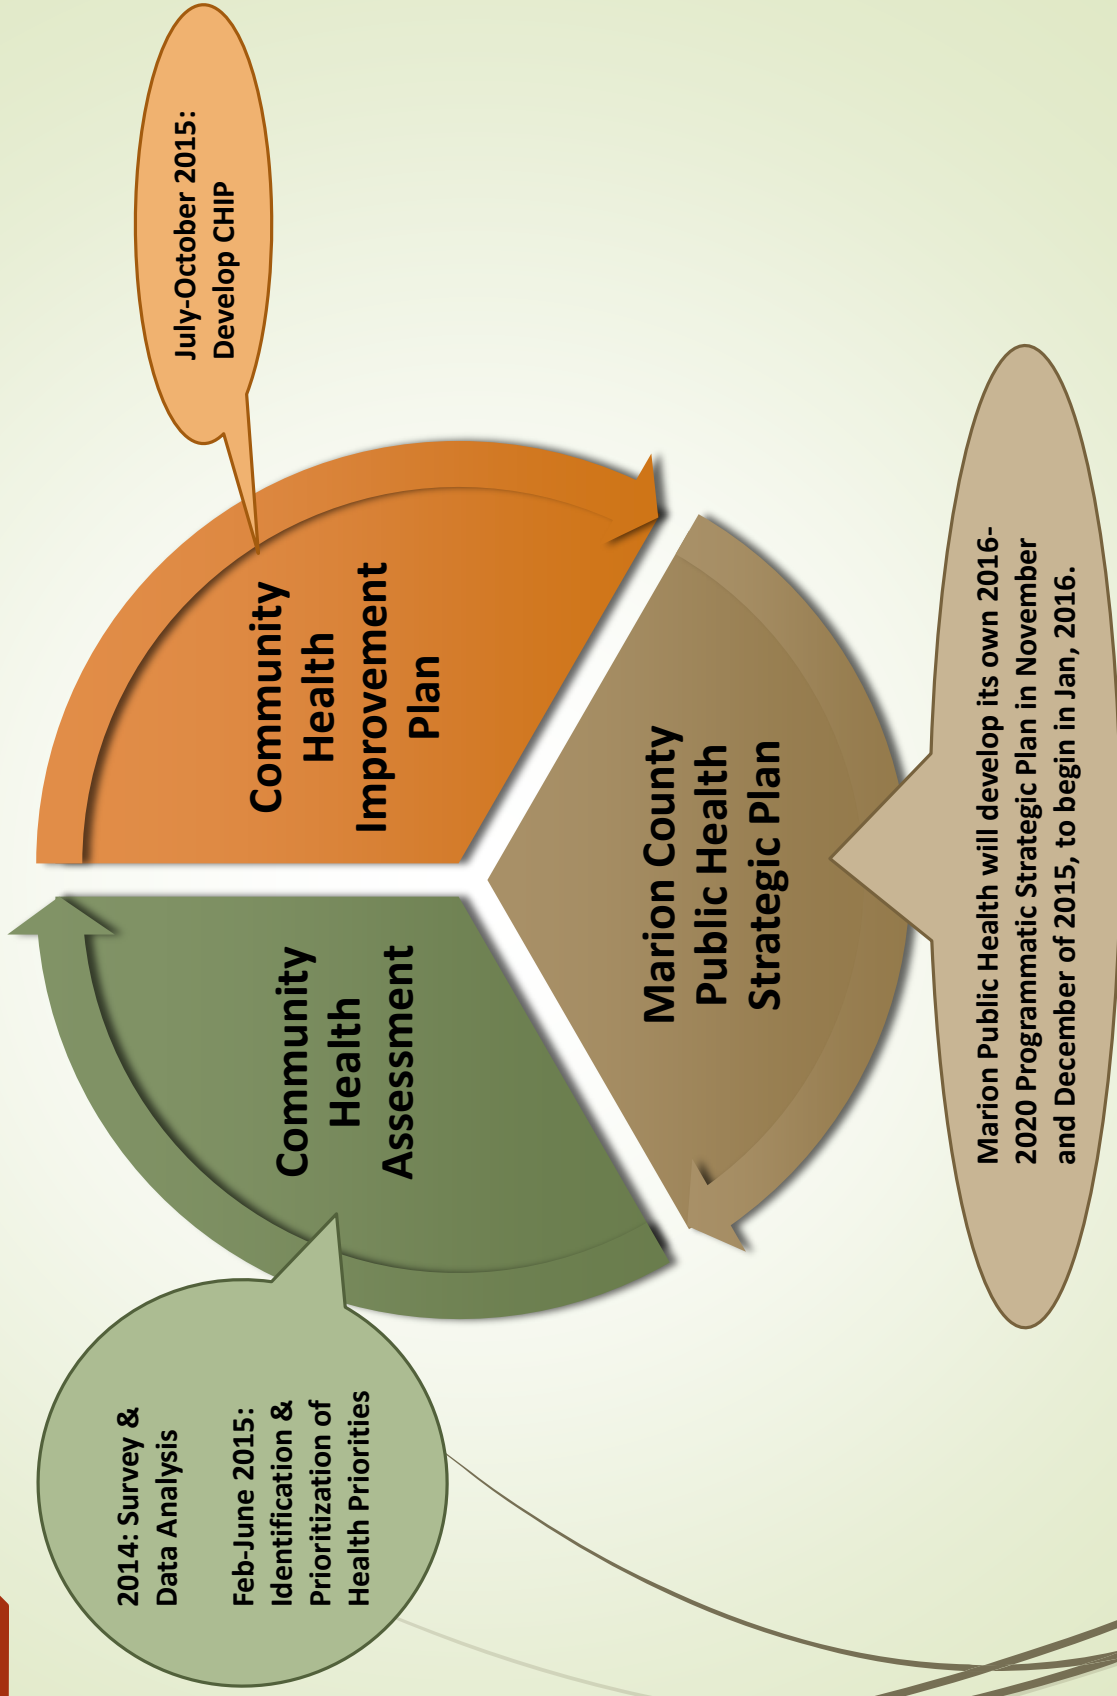 2014: Survey &
Data Analysis
Feb-June 2015:
Identification &
Prioritization of
Health Priorities
Community
Health
Assessment
Community
Health
Improvement
Plan
July-October 2015:
Develop CHIP
Marion County
Public Health
Strategic Plan
Marion Public Health will develop its own 2016-
2020 Programmatic Strategic Plan in November
and December of 2015, to begin in Jan, 2016.